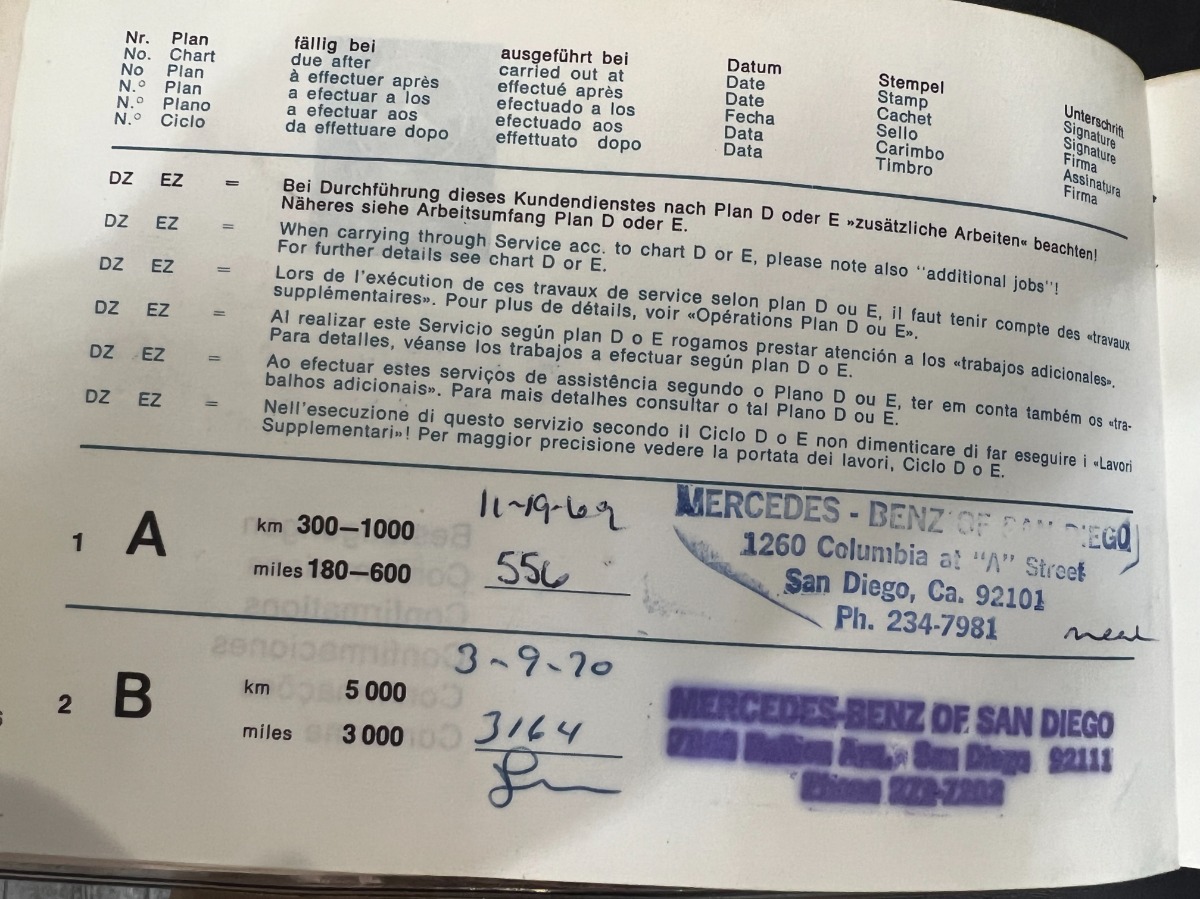 Nr. Plan fällig bei ausgeführt bei Datum Stempel Unterschrift
No. Chart due after carried out at Date Stamp Signature
No Plan à effectuer après effectué après Date Cachet Signature
N.º Plan a efectuar a los efectuado a los Fecha Sello Firma
N.º Plano a efectuar aos efectuado aos Data Carimbo Assinatura
N.º Ciclo da effettuare dopo effettuato dopo Data Timbro Firma
DZ EZ = Bei Durchführung dieses Kundendienstes nach Plan D oder E »zusätzliche Arbeiten« beachten!
Näheres siehe Arbeitsumfang Plan D oder E.
DZ EZ = When carrying through Service acc. to chart D or E, please note also "additional jobs"!
For further details see chart D or E.
DZ EZ = Lors de l'exécution de ces travaux de service selon plan D ou E, il faut tenir compte des «travaux
supplémentaires». Pour plus de détails, voir «Opérations Plan D ou E».
DZ EZ = Al realizar este Servicio según plan D o E rogamos prestar atención a los «trabajos adicionales».
Para detalles, véanse los trabajos a efectuar según plan D o E.
DZ EZ = Ao efectuar estes serviços de assistência segundo o Plano D ou E, ter em conta também os «tra-
balhos adicionais». Para mais detalhes consultar o tal Plano D ou E.
DZ EZ = Nell'esecuzione di questo servizio secondo il Ciclo D o E non dimenticare di far eseguire i «Lavori
Supplementari»! Per maggior precisione vedere la portata dei lavori, Ciclo D o E.
1 A km 300—1000 11-19-69
miles 180—600 556
MERCEDES - BENZ OF SAN DIEGO
1260 Columbia at "A" Street
San Diego, Ca. 92101
Ph. 234-7981
neal
2 B km 5 000 3-9-70
miles 3 000 3164
MERCEDES-BENZ OF SAN DIEGO
Ave., San Diego 92111
Phone